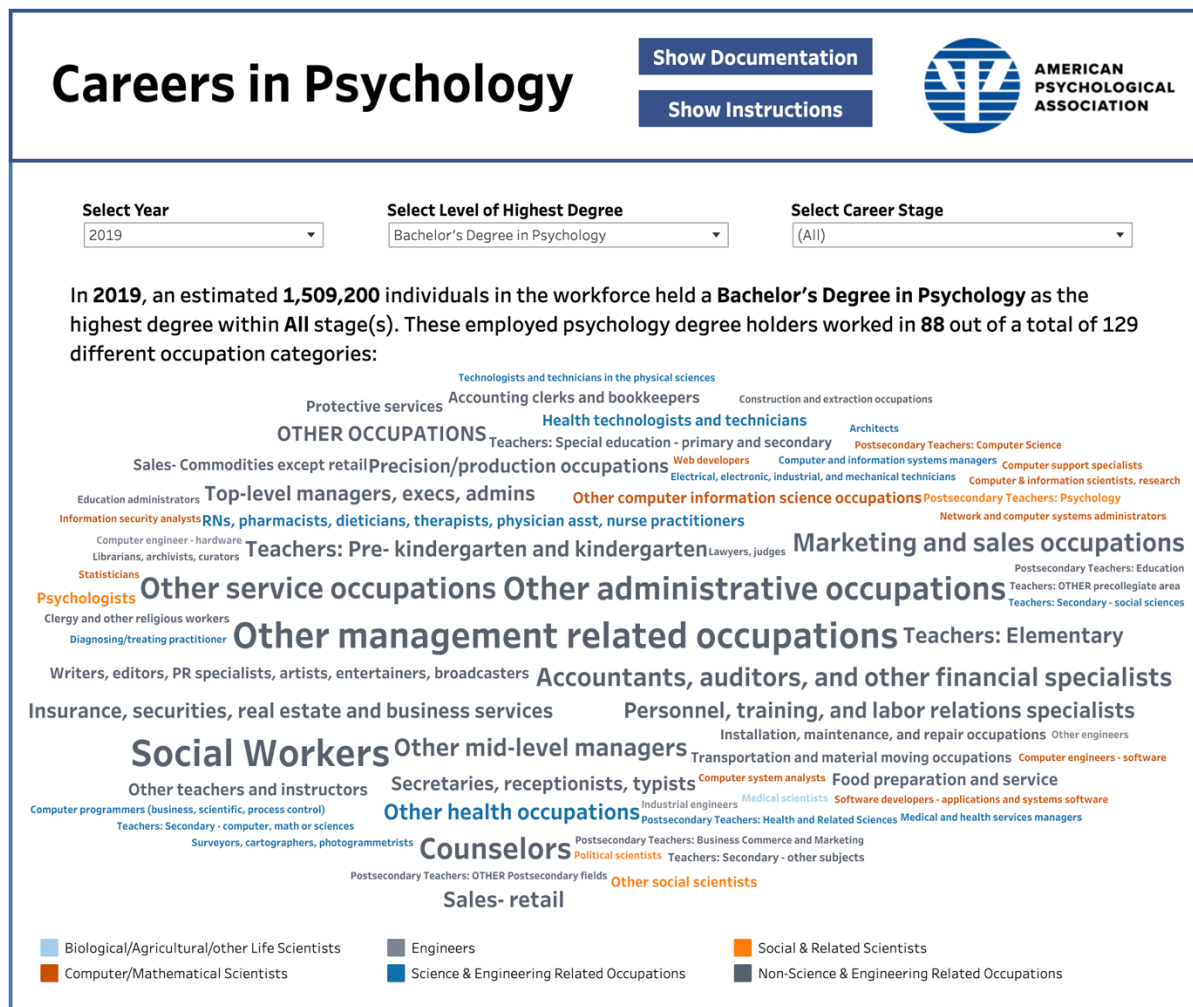 Careers in Psychology
Show Documentation
Show Instructions
AMERICAN
PSYCHOLOGICAL
ASSOCIATION
Select Year
Select Level of Highest Degree
Select Career Stage
2019
Bachelor's Degree in Psychology
(All)
In 2019, an estimated 1,509,200 individuals in the workforce held a Bachelor's Degree in Psychology as the
highest degree within All stage(s). These employed psychology degree holders worked in 88 out of a total of 129
different occupation categories:
Technologists and technicians in the physical sciences
Protective services
Accounting clerks and bookkeepers
Construction and extraction occupations
Health technologists and technicians
OTHER OCCUPATIONS
Teachers: Special education - primary and secondary
Architects
Postsecondary Teachers: Computer Science
Sales- Commodities except retail
Precision/production occupations
Web developers
Computer and information systems managers
Computer support specialists
Electrical, electronic, industrial, and mechanical technicians
Computer & information scientists, research
Education administrators
Top-level managers, execs, admins
Other computer information science occupations
Postsecondary Teachers: Psychology
Information security analysts
RNs, pharmacists, dieticians, therapists, physician asst, nurse practitioners
Network and computer systems administrators
Computer engineer - hardware
Librarians, archivists, curators
Teachers: Pre- kindergarten and kindergarten
Lawyers, judges
Marketing and sales occupations
Statisticians
Postsecondary Teachers: Education
Psychologists
Other service occupations
Other administrative occupations
Teachers: OTHER precollegiate area
Teachers: Secondary - social sciences
Clergy and other religious workers
Diagnosing/treating practitioner
Other management related occupations
Teachers: Elementary
Writers, editors, PR specialists, artists, entertainers, broadcasters
Accountants, auditors, and other financial specialists
Insurance, securities, real estate and business services
Personnel, training, and labor relations specialists
Social Workers
Other mid-level managers
Installation, maintenance, and repair occupations
Other engineers
Transportation and material moving occupations
Computer engineers - software
Other teachers and instructors
Secretaries, receptionists, typists
Computer system analysts
Food preparation and service
Computer programmers (business, scientific, process control)
Other health occupations
Industrial engineers
Medical scientists
Software developers - applications and systems software
Teachers: Secondary - computer, math or sciences
Postsecondary Teachers: Health and Related Sciences
Medical and health services managers
Surveyors, cartographers, photogrammetrists
Counselors
Postsecondary Teachers: Business Commerce and Marketing
Political scientists
Teachers: Secondary - other subjects
Postsecondary Teachers: OTHER Postsecondary fields
Other social scientists
Sales- retail
Biological/Agricultural/other Life Scientists
Engineers
Social & Related Scientists
Computer/Mathematical Scientists
Science & Engineering Related Occupations
Non-Science & Engineering Related Occupations